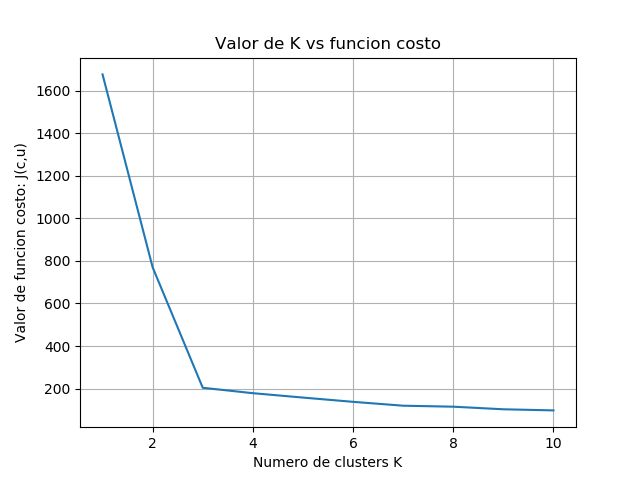 Valor de K vs funcion costo
1600
1400
1200
1000
800
600
400
200
Valor de funcion costo: J(c,u)
2 4 6 8 10
Numero de clusters K